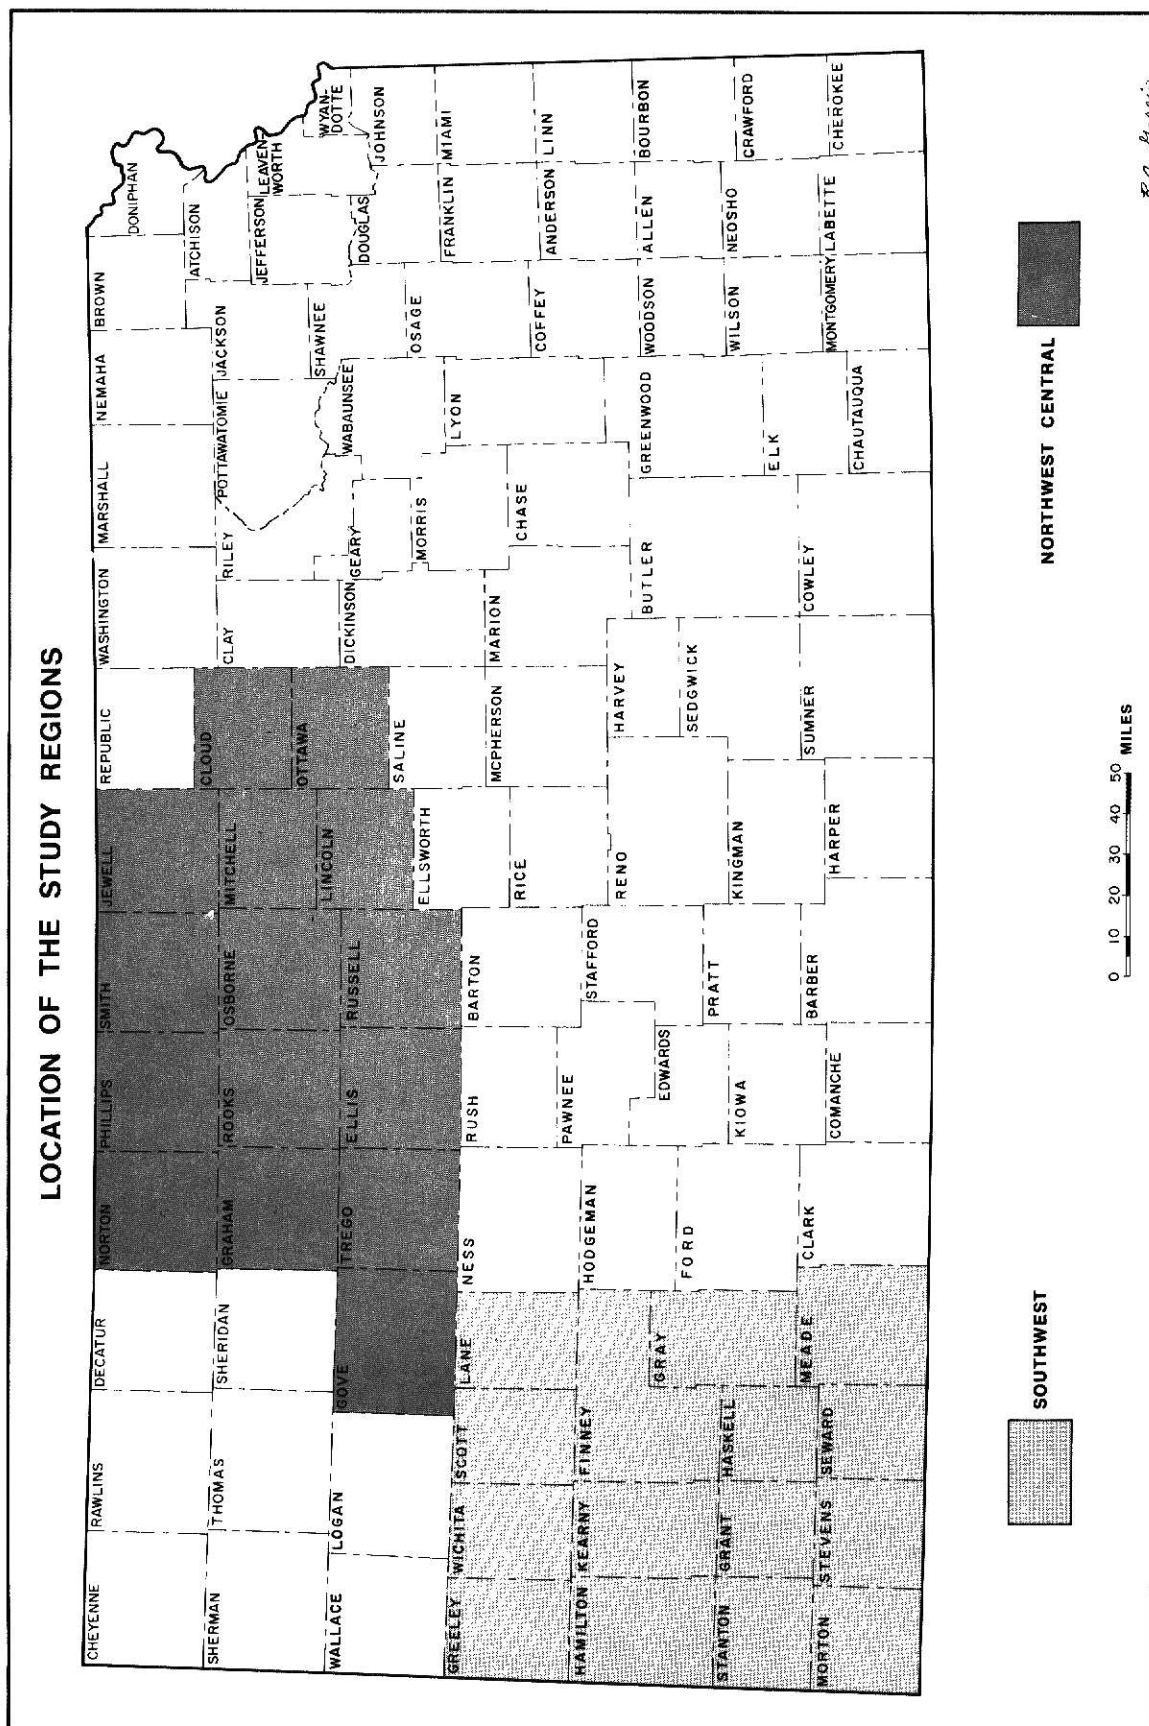 LOCATION OF THE STUDY REGIONS
CHEYENNE
RAWLINS
DECATUR
NORTON
PHILLIPS
SMITH
JEWELL
REPUBLIC
WASHINGTON
MARSHALL
NEMAHA
BROWN
DONIPHAN
SHERMAN
THOMAS
SHERIDAN
GRAHAM
ROOKS
OSBORNE
MITCHELL
CLOUD
CLAY
RILEY
POTTAWATOMIE
JACKSON
ATCHISON
JEFFERSON
LEAVEN-
WORTH
WYAN-
DOTTE
WALLACE
LOGAN
GOVE
TREGO
ELLIS
RUSSELL
LINCOLN
OTTAWA
DICKINSON
GEARY
WABAUNSEE
SHAWNEE
DOUGLAS
JOHNSON
GREELEY
WICHITA
SCOTT
LANE
NESS
RUSH
BARTON
ELLSWORTH
SALINE
MORRIS
OSAGE
FRANKLIN
MIAMI
RICE
MCPHERSON
MARION
CHASE
LYON
COFFEY
ANDERSON
LINN
HAMILTON
KEARNY
FINNEY
HODGEMAN
PAWNEE
STAFFORD
RENO
HARVEY
BUTLER
GREENWOOD
WOODSON
ALLEN
BOURBON
GRAY
FORD
EDWARDS
PRATT
SEDGWICK
STANTON
GRANT
HASKELL
KIOWA
KINGMAN
ELK
WILSON
NEOSHO
CRAWFORD
MORTON
STEVENS
SEWARD
MEADE
CLARK
COMANCHE
BARBER
HARPER
SUMNER
COWLEY
CHAUTAUQUA
MONTGOMERY
LABETTE
CHEROKEE
SOUTHWEST
0 10 20 30 40 50 MILES
NORTHWEST CENTRAL